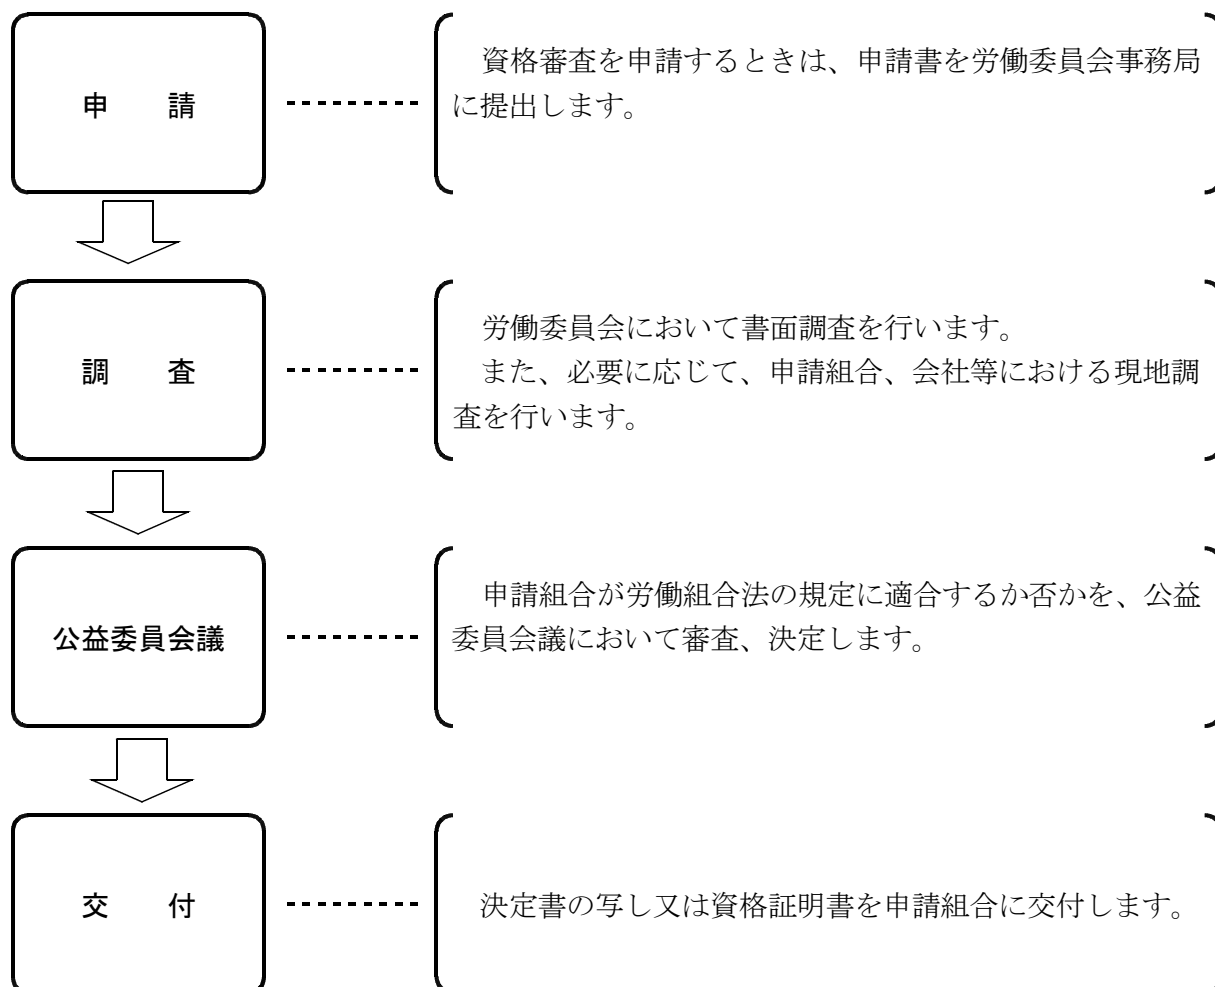 申　　請
資格審査を申請するときは、申請書を労働委員会事務局
に提出します。
調　　査
労働委員会において書面調査を行います。
また、必要に応じて、申請組合、会社等における現地調
査を行います。
公益委員会議
申請組合が労働組合法の規定に適合するか否かを、公益
委員会議において審査、決定します。
交　　付
決定書の写し又は資格証明書を申請組合に交付します。